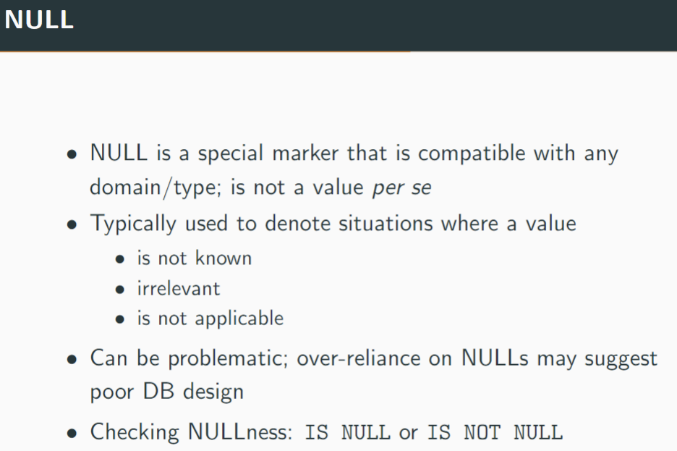 NULL
• NULL is a special marker that is compatible with any
domain/type; is not a value per se
• Typically used to denote situations where a value
• is not known
• irrelevant
• is not applicable
• Can be problematic; over-reliance on NULLs may suggest
poor DB design
• Checking NULLness: IS NULL or IS NOT NULL